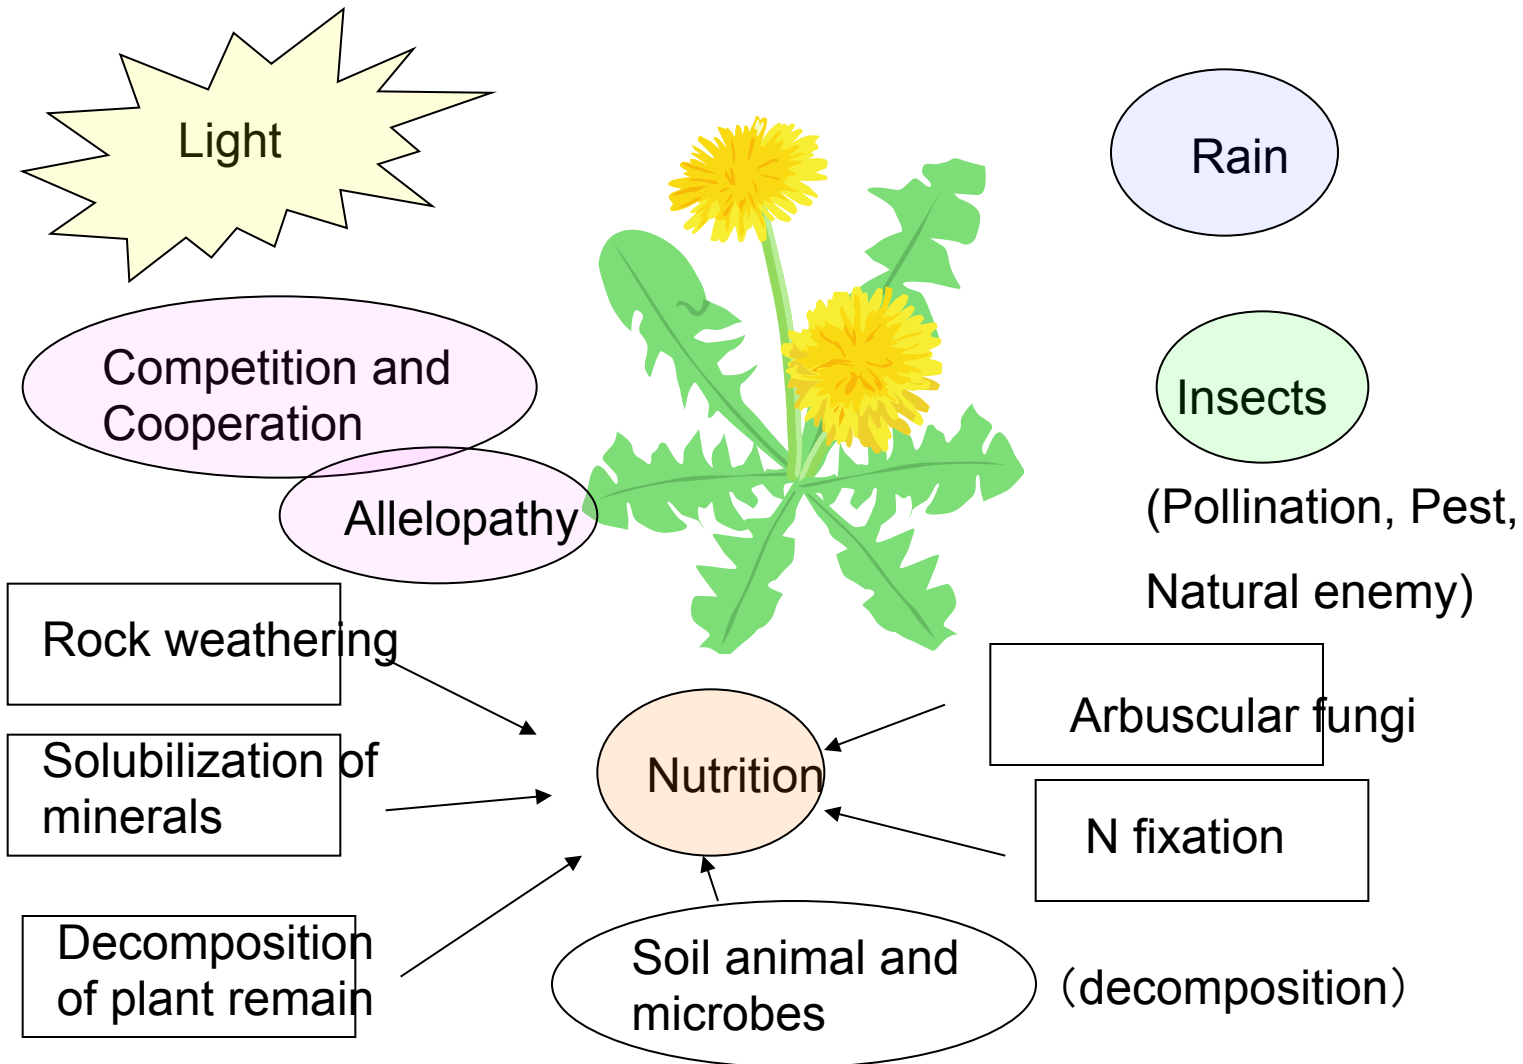 Light
Rain
Competition and
Cooperation
Insects
Allelopathy
(Pollination, Pest,
Natural enemy)
Rock weathering
Arbuscular fungi
Solubilization of
minerals
Nutrition
N fixation
Decomposition
of plant remain
Soil animal and
microbes
（decomposition）